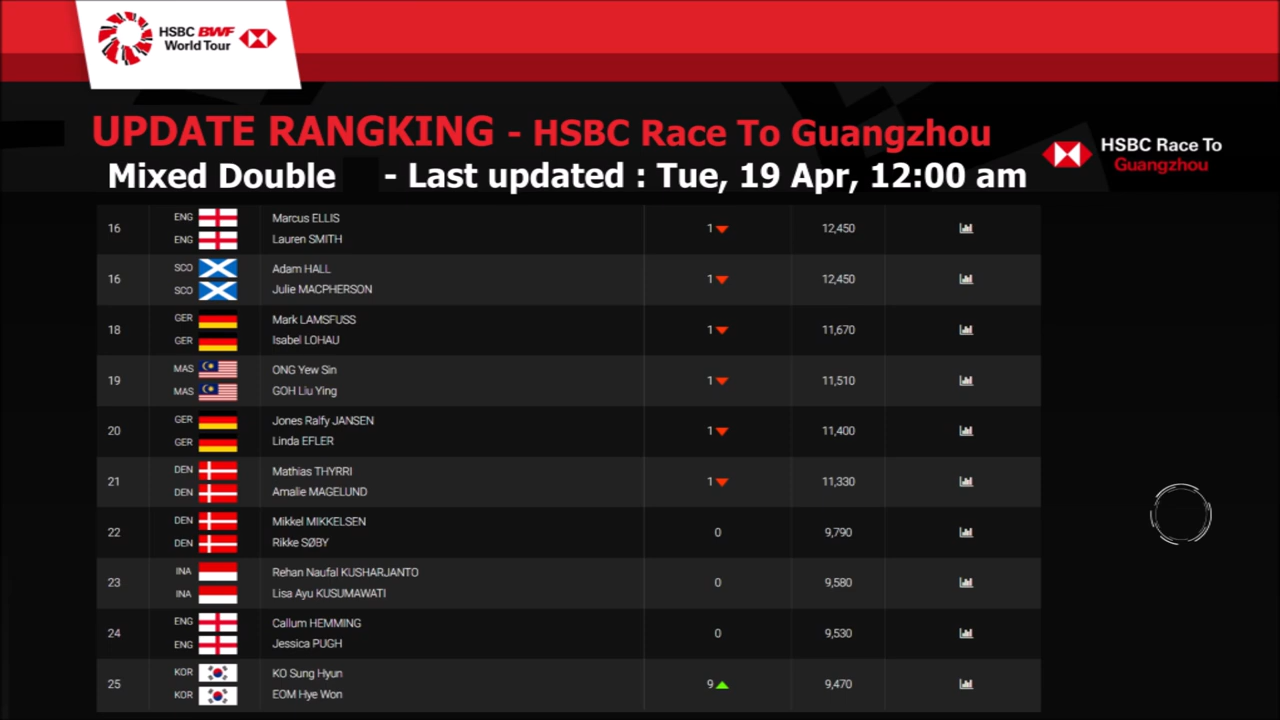 HSBC BWF
World Tour
UPDATE RANGKING - HSBC Race To Guangzhou
HSBC Race To
Guangzhou
Mixed Double - Last updated : Tue, 19 Apr, 12:00 am
16 ENG Marcus ELLIS 1 12,450
ENG Lauren SMITH
16 SCO Adam HALL 1 12,450
SCO Julie MACPHERSON
18 GER Mark LAMSFUSS 1 11,670
GER Isabel LOHAU
19 MAS ONG Yew Sin 1 11,510
MAS GOH Liu Ying
20 GER Jones Ralfy JANSEN 1 11,400
GER Linda EFLER
21 DEN Mathias THYRRI 1 11,330
DEN Amalie MAGELUND
22 DEN Mikkel MIKKELSEN 0 9,790
DEN Rikke SØBY
23 INA Rehan Naufal KUSHARJANTO 0 9,580
INA Lisa Ayu KUSUMAWATI
24 ENG Callum HEMMING 0 9,530
ENG Jessica PUGH
25 KOR KO Sung Hyun 9 9,470
KOR EOM Hye Won